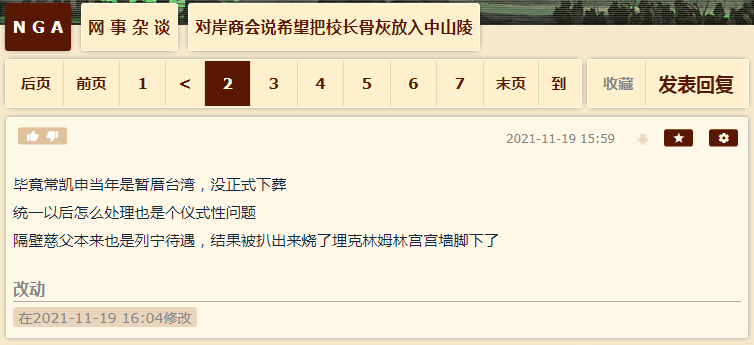 NGA 网事杂谈 对岸商会说希望把校长骨灰放入中山陵
后页 前页 1 < 2 3 4 5 6 7 末页 到 收藏 发表回复
2021-11-19 15:59
毕竟常凯申当年是暂厝台湾，没正式下葬
统一以后怎么处理也是个仪式性问题
隔壁慈父本来也是列宁待遇，结果被扒出来烧了埋克林姆林宫宫墙脚下了
改动
在2021-11-19 16:04修改